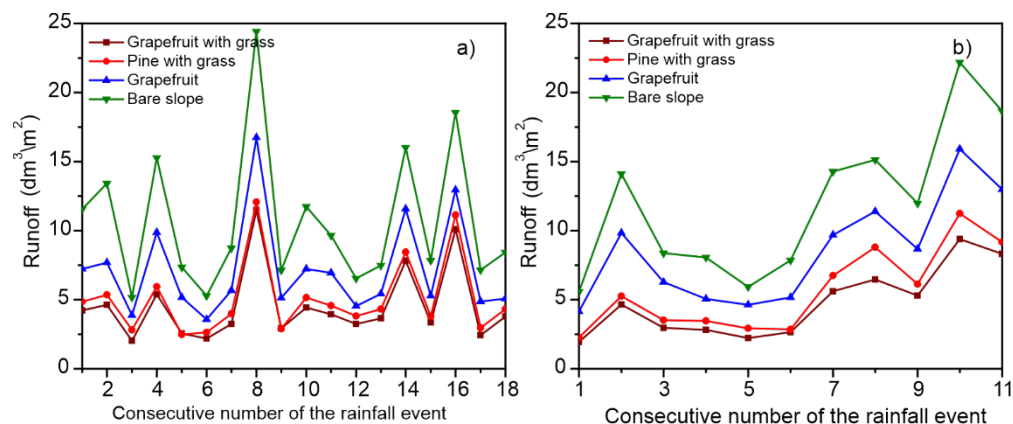 25
20
15
10
5
0
Runoff (dm³\m²)
Grapefruit with grass
Pine with grass
Grapefruit
Bare slope
a)
2 4 6 8 10 12 14 16 18
Consecutive number of the rainfall event
25
20
15
10
5
0
Runoff (dm³\m²)
Grapefruit with grass
Pine with grass
Grapefruit
Bare slope
b)
1 3 5 7 9 11
Consecutive number of the rainfall event